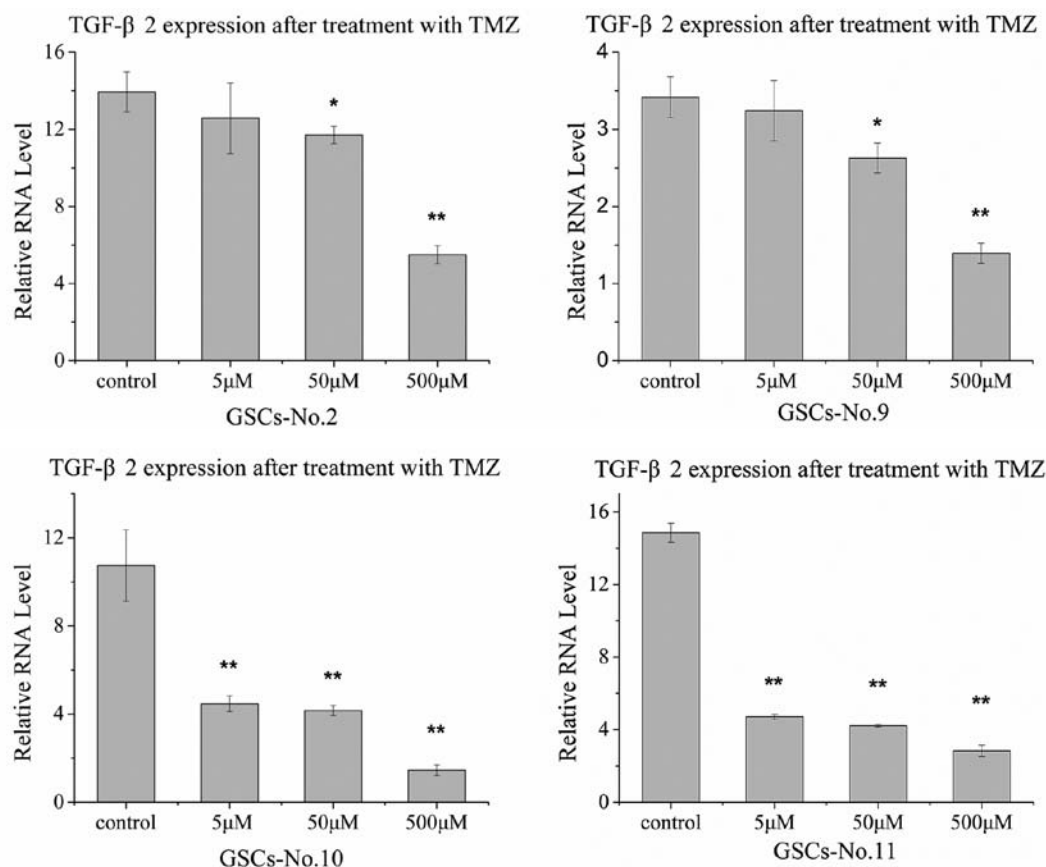 TGF-β 2 expression after treatment with TMZ
Relative RNA Level
16
12
8
4
0
*
**
control 5μM 50μM 500μM
GSCs-No.2
TGF-β 2 expression after treatment with TMZ
Relative RNA Level
4
3
2
1
0
*
**
control 5μM 50μM 500μM
GSCs-No.9
TGF-β 2 expression after treatment with TMZ
Relative RNA Level
12
8
4
0
**
**
**
control 5μM 50μM 500μM
GSCs-No.10
TGF-β 2 expression after treatment with TMZ
Relative RNA Level
16
12
8
4
0
**
**
**
control 5μM 50μM 500μM
GSCs-No.11